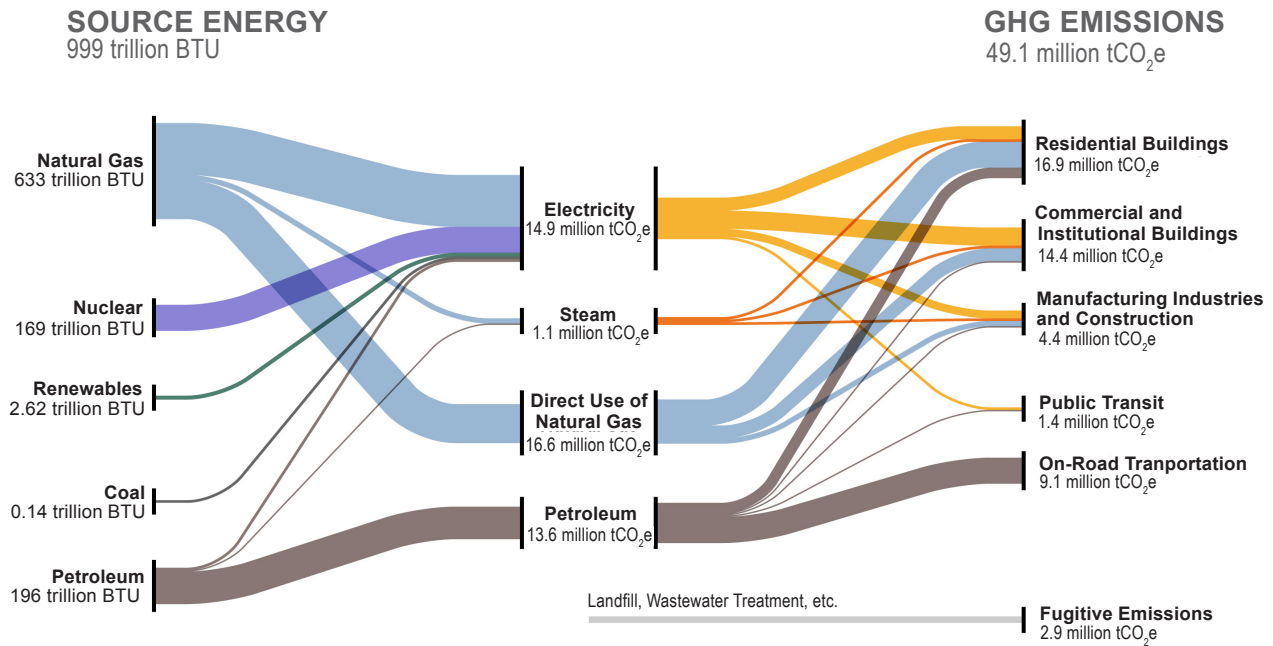 SOURCE ENERGY
999 trillion BTU
GHG EMISSIONS
49.1 million tCO₂e
Natural Gas
633 trillion BTU
Nuclear
169 trillion BTU
Renewables
2.62 trillion BTU
Coal
0.14 trillion BTU
Petroleum
196 trillion BTU
Electricity
14.9 million tCO₂e
Steam
1.1 million tCO₂e
Direct Use of
Natural Gas
16.6 million tCO₂e
Petroleum
13.6 million tCO₂e
Landfill, Wastewater Treatment, etc.
Residential Buildings
16.9 million tCO₂e
Commercial and
Institutional Buildings
14.4 million tCO₂e
Manufacturing Industries
and Construction
4.4 million tCO₂e
Public Transit
1.4 million tCO₂e
On-Road Tranportation
9.1 million tCO₂e
Fugitive Emissions
2.9 million tCO₂e